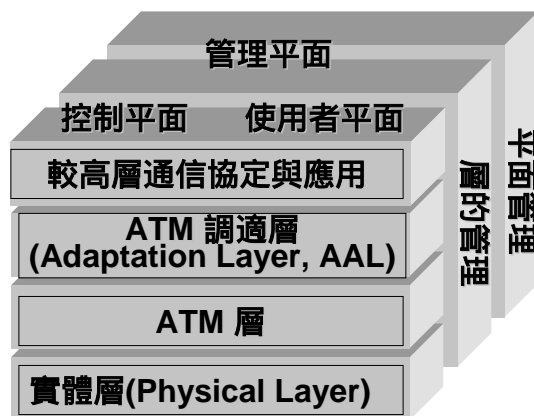 管理平面
控制平面
使用者平面
較高層通信協定與應用
ATM 調適層
(Adaptation Layer, AAL)
ATM 層
實體層(Physical Layer)
層的管理
平面管理